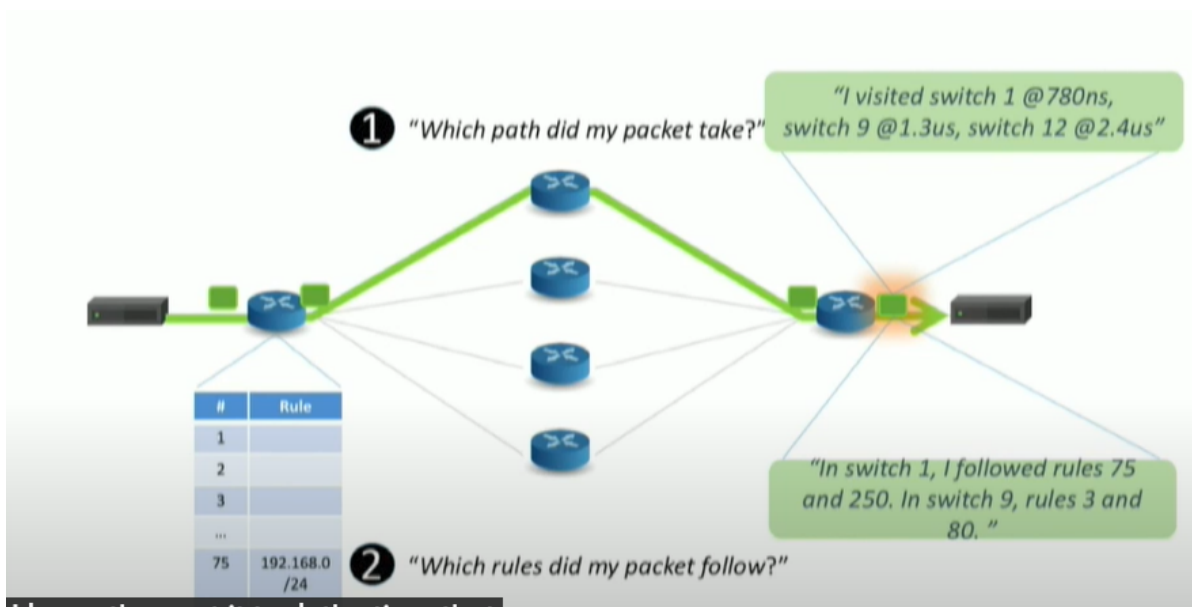 "I visited switch 1 @780ns,
switch 9 @1.3us, switch 12 @2.4us"
1 "Which path did my packet take?"
# Rule
1
2
3
...
75 192.168.0
/24
"In switch 1, I followed rules 75
and 250. In switch 9, rules 3 and
80. "
2 "Which rules did my packet follow?"